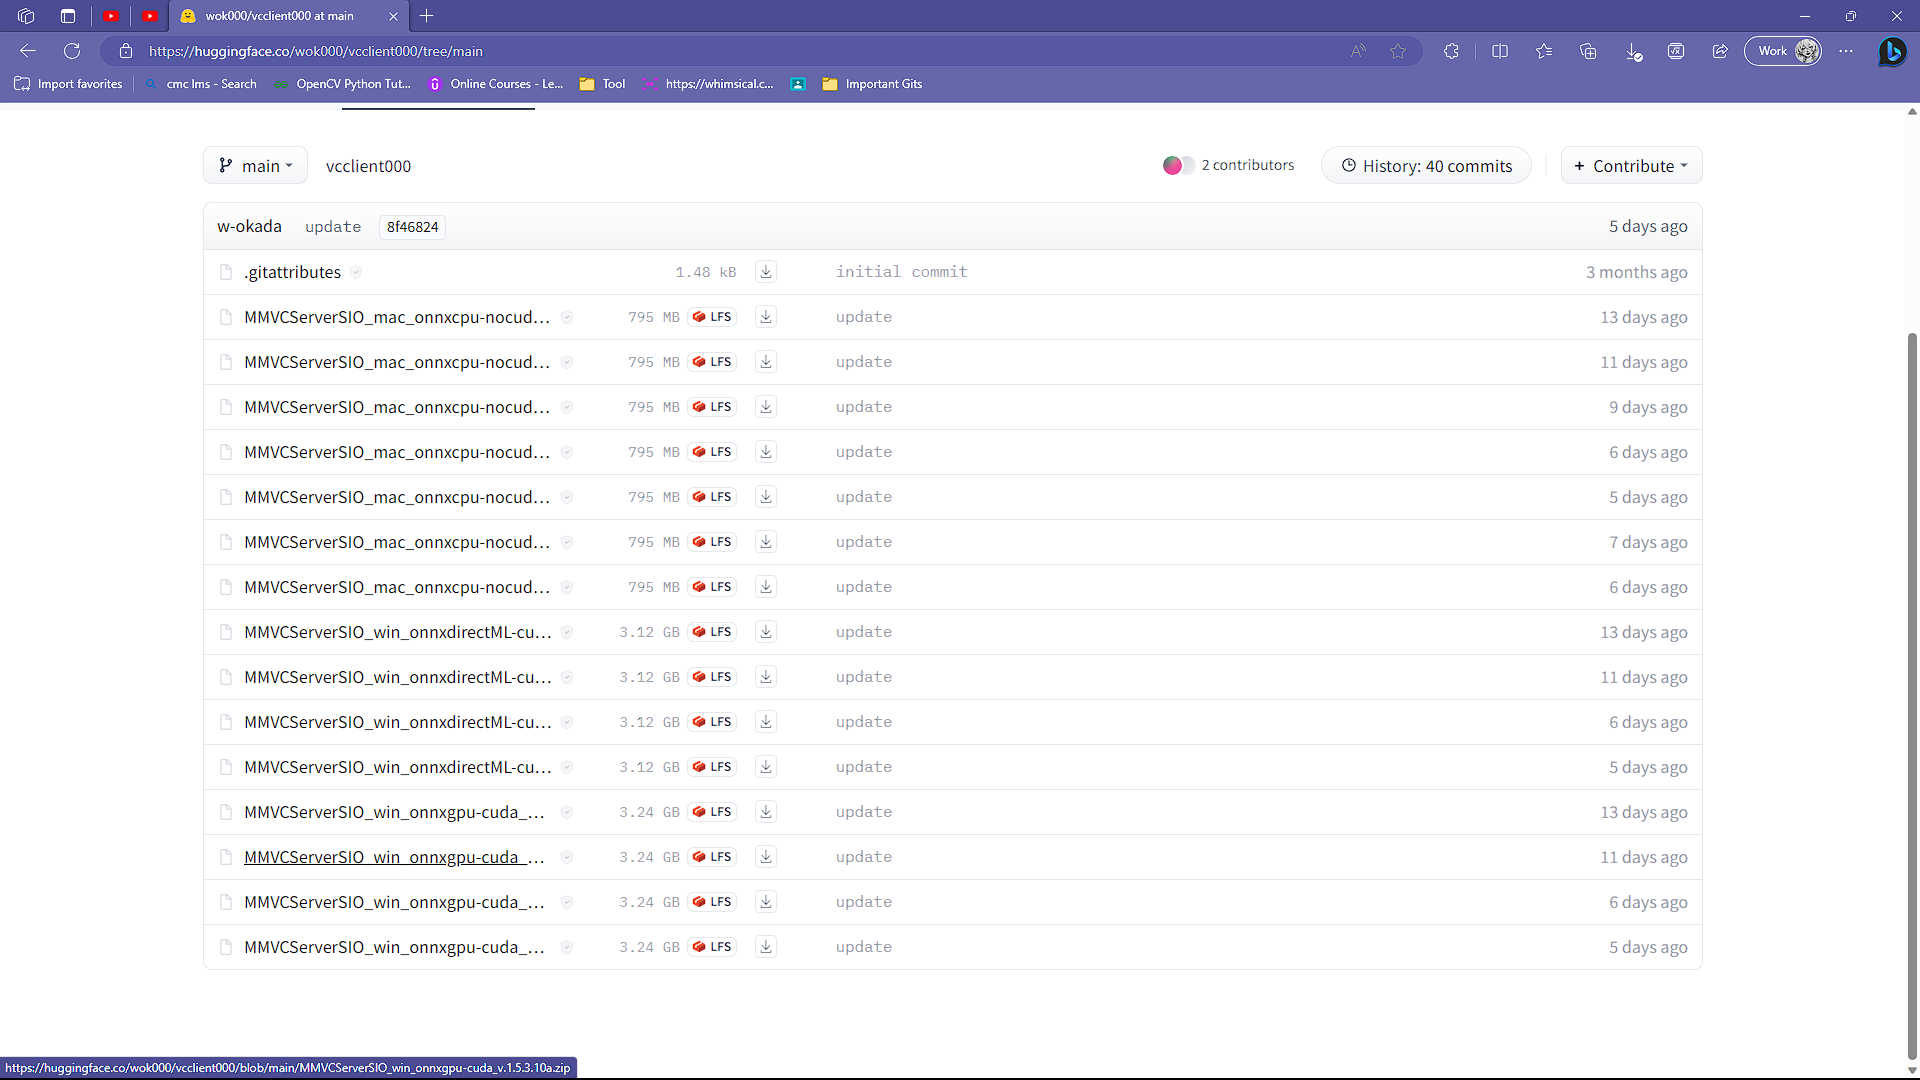 wok000/vcclient000 at main
https://huggingface.co/wok000/vcclient000/tree/main
Work
Import favorites
cmc lms - Search
OpenCV Python Tut...
Online Courses - Le...
Tool
https://whimsical.c...
Important Gits
main
vcclient000
2 contributors
History: 40 commits
+ Contribute
w-okada update 8f46824 5 days ago
.gitattributes 1.48 kB initial commit 3 months ago
MMVCServerSIO_mac_onnxcpu-nocud... 795 MB LFS update 13 days ago
MMVCServerSIO_mac_onnxcpu-nocud... 795 MB LFS update 11 days ago
MMVCServerSIO_mac_onnxcpu-nocud... 795 MB LFS update 9 days ago
MMVCServerSIO_mac_onnxcpu-nocud... 795 MB LFS update 6 days ago
MMVCServerSIO_mac_onnxcpu-nocud... 795 MB LFS update 5 days ago
MMVCServerSIO_mac_onnxcpu-nocud... 795 MB LFS update 7 days ago
MMVCServerSIO_mac_onnxcpu-nocud... 795 MB LFS update 6 days ago
MMVCServerSIO_win_onnxdirectML-cu... 3.12 GB LFS update 13 days ago
MMVCServerSIO_win_onnxdirectML-cu... 3.12 GB LFS update 11 days ago
MMVCServerSIO_win_onnxdirectML-cu... 3.12 GB LFS update 6 days ago
MMVCServerSIO_win_onnxdirectML-cu... 3.12 GB LFS update 5 days ago
MMVCServerSIO_win_onnxgpu-cuda_... 3.24 GB LFS update 13 days ago
MMVCServerSIO_win_onnxgpu-cuda_... 3.24 GB LFS update 11 days ago
MMVCServerSIO_win_onnxgpu-cuda_... 3.24 GB LFS update 6 days ago
MMVCServerSIO_win_onnxgpu-cuda_... 3.24 GB LFS update 5 days ago
https://huggingface.co/wok000/vcclient000/blob/main/MMVCServerSIO_win_onnxgpu-cuda_v.1.5.3.10a.zip